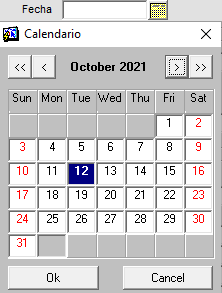 Fecha
Calendario
<< < October 2021 > >>
Sun Mon Tue Wed Thu Fri Sat
1 2
3 4 5 6 7 8 9
10 11 12 13 14 15 16
17 18 19 20 21 22 23
24 25 26 27 28 29 30
31
Ok Cancel